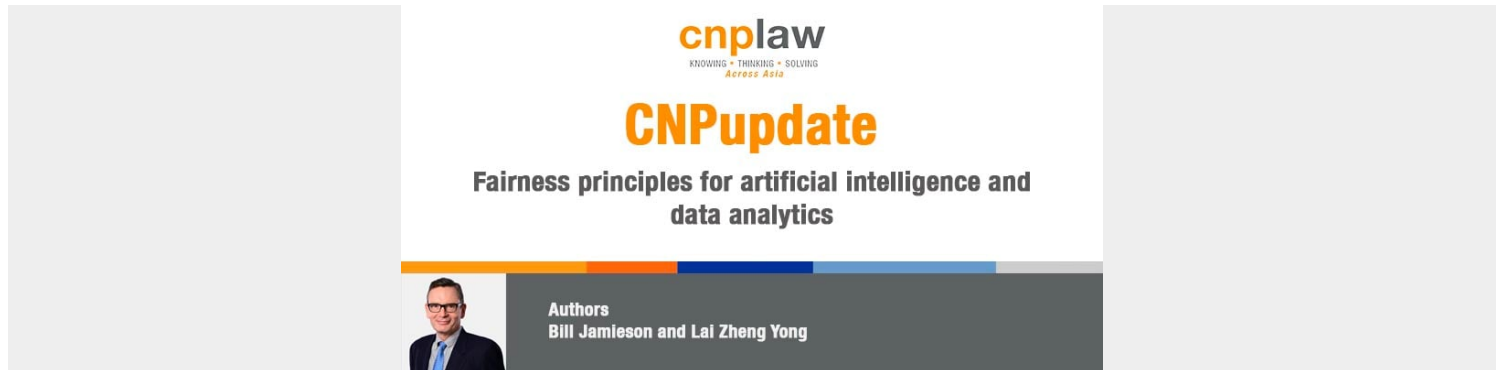 cnplaw
KNOWING • THINKING • SOLVING
Across Asia
CNPupdate
Fairness principles for artificial intelligence and
data analytics
Authors
Bill Jamieson and Lai Zheng Yong